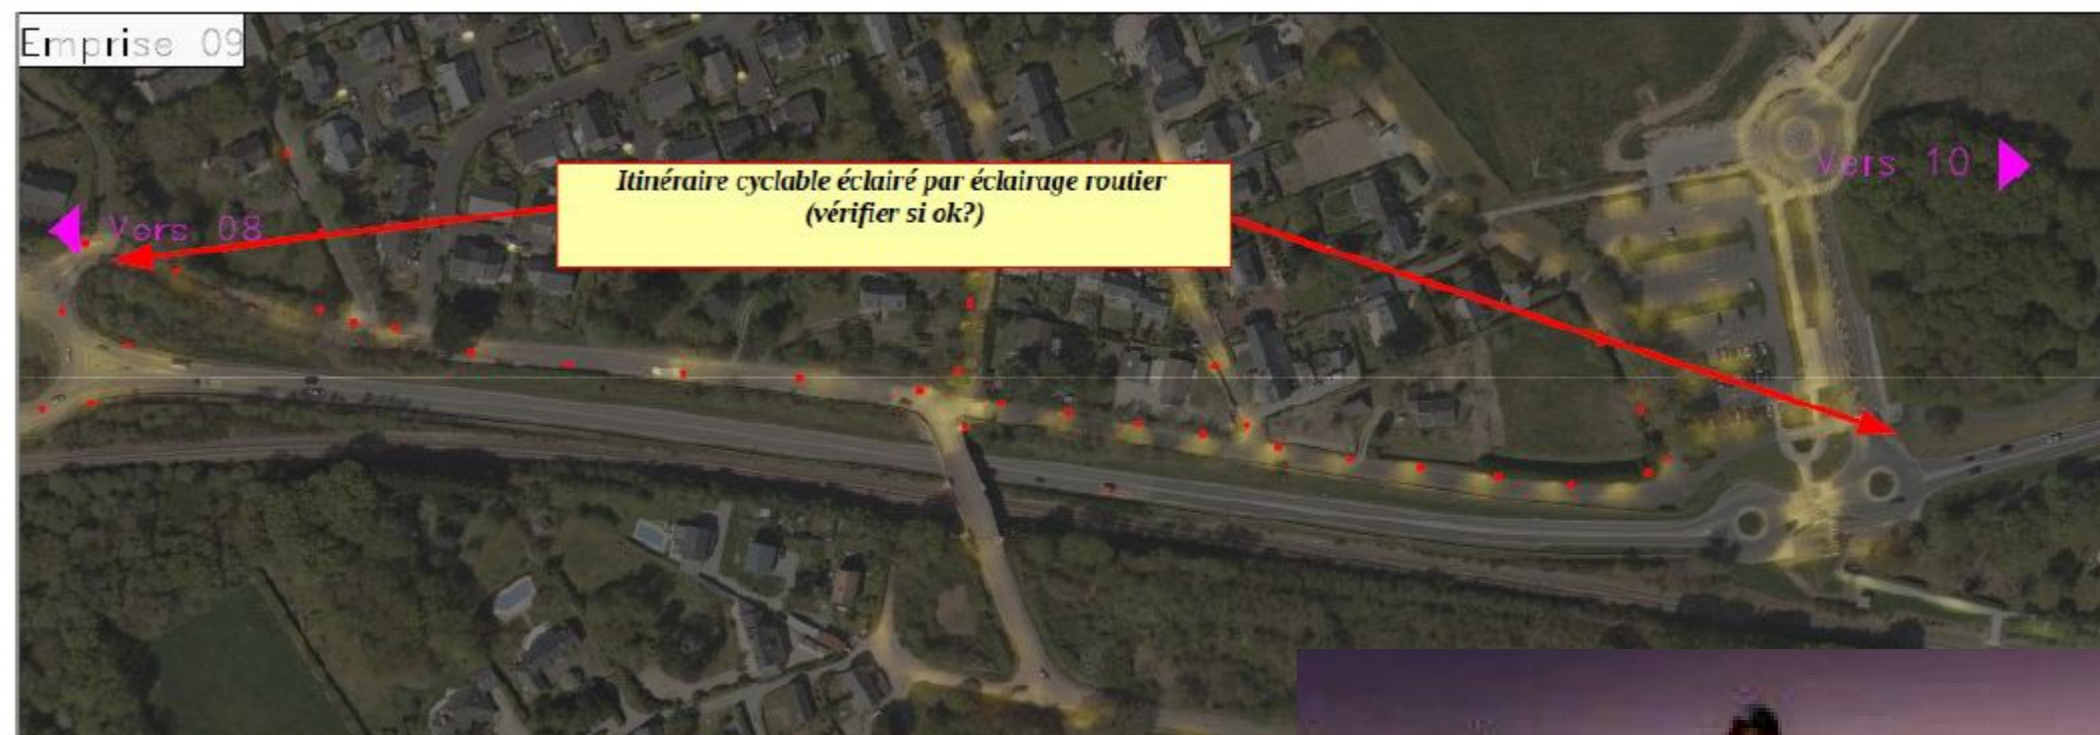 Emprise 09
Itinéraire cyclable éclairé par éclairage routier
(vérifier si ok?)
Vers 10
Vers 08